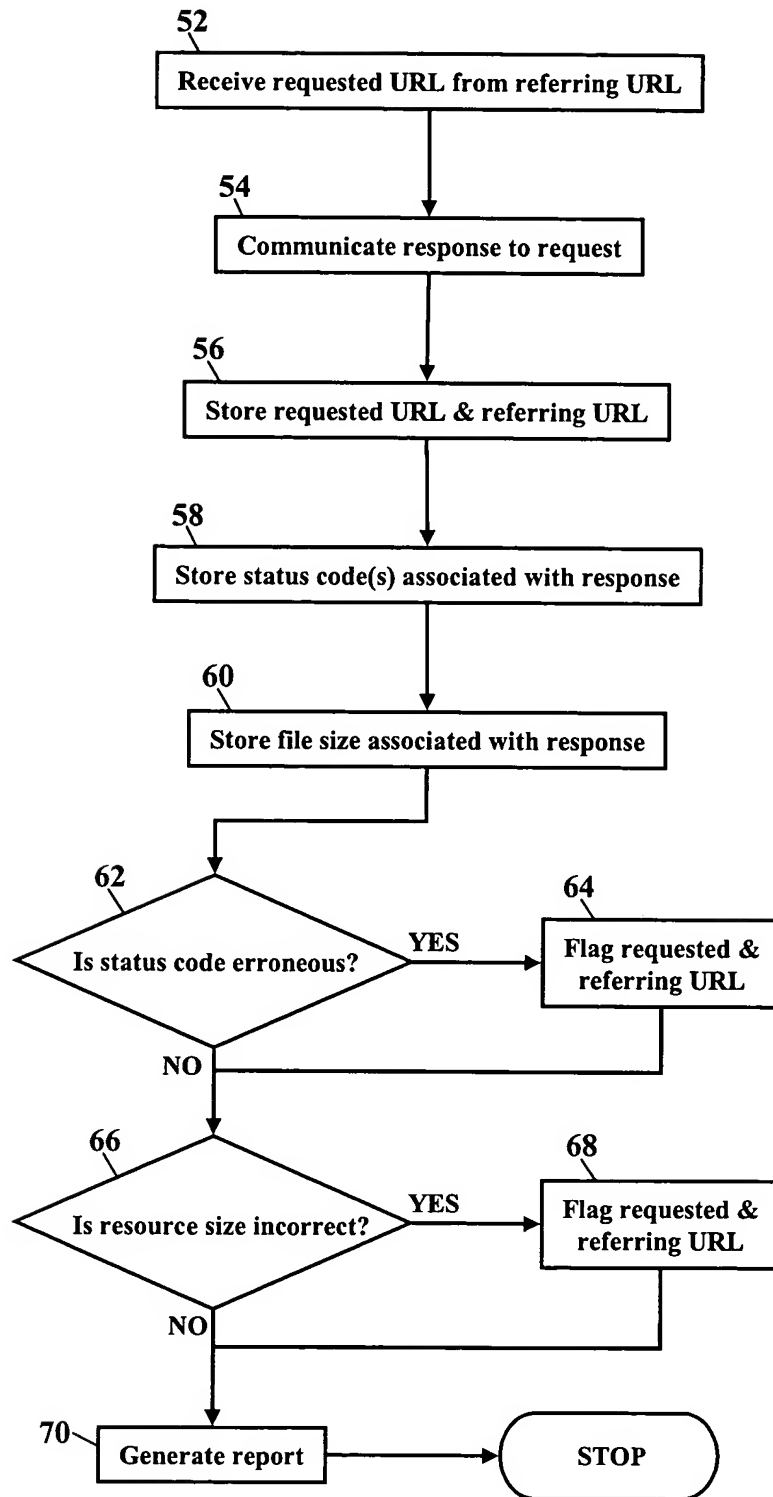 52
Receive requested URL from referring URL
54
Communicate response to request
56
Store requested URL & referring URL
58
Store status code(s) associated with response
60
Store file size associated with response
62
Is status code erroneous?
YES
64
Flag requested &
referring URL
NO
66
Is resource size incorrect?
YES
68
Flag requested &
referring URL
NO
70
Generate report
STOP